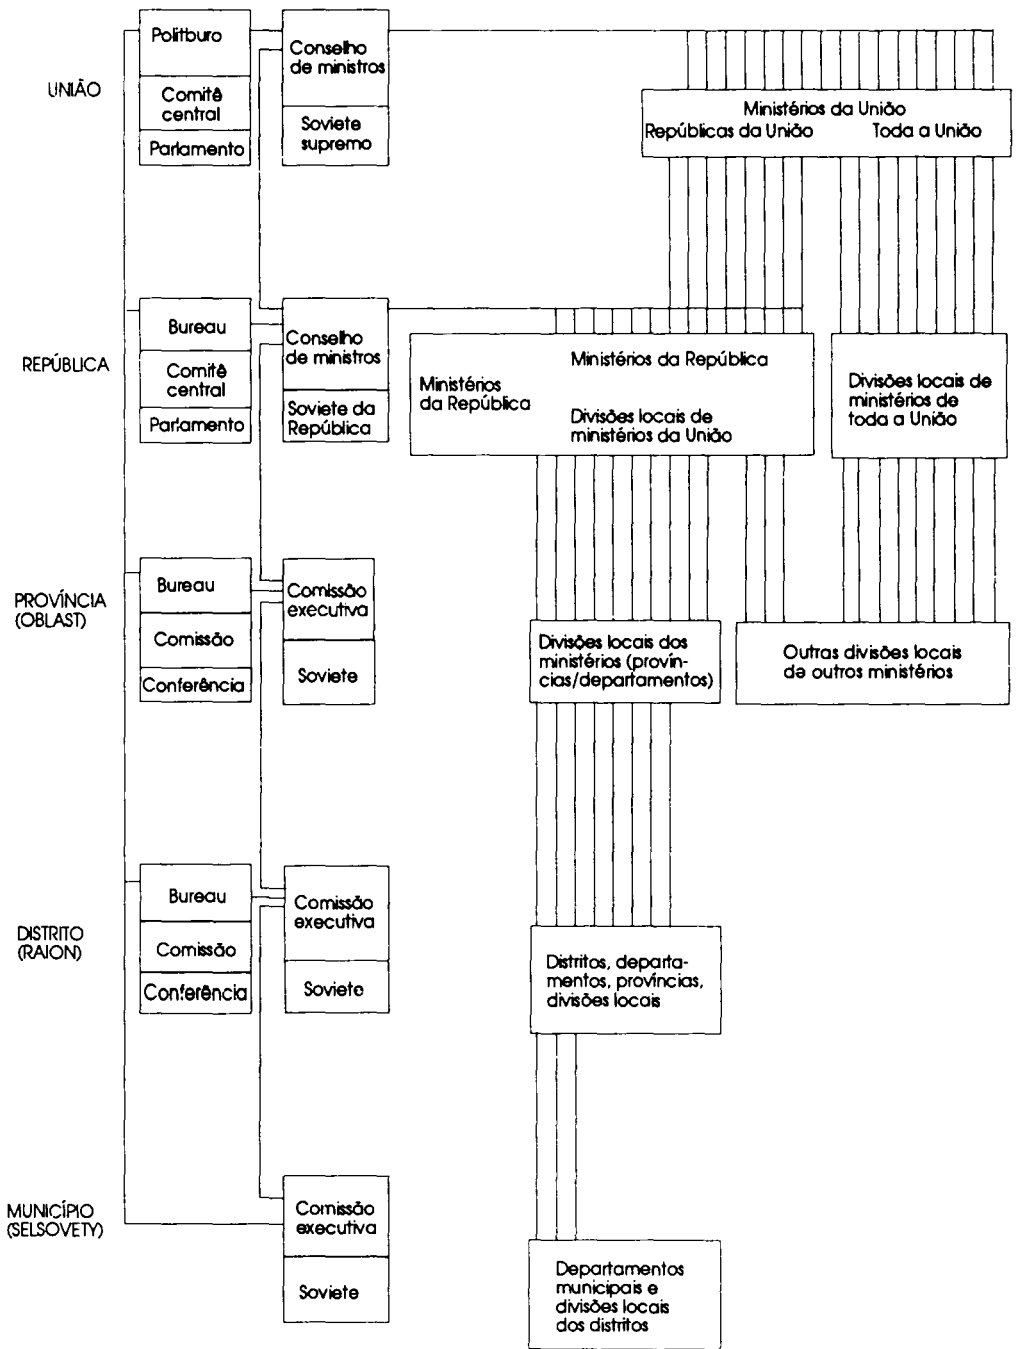 UNIÃO
Politburo
Comitê
central
Parlamento
Conselho
de ministros
Soviete
supremo
Ministérios da União
Repúblicas da União Toda a União
REPÚBLICA
Bureau
Comitê
central
Parlamento
Conselho
de ministros
Soviete da
República
Ministérios
da República
Ministérios da República
Divisões locais de
ministérios da União
Divisões locais de
ministérios de
toda a União
PROVÍNCIA
(OBLAST)
Bureau
Comissão
Conferência
Comissão
executiva
Soviete
Divisões locais dos
ministérios (provín-
cias/departamentos)
Outras divisões locais
de outros ministérios
DISTRITO
(RAION)
Bureau
Comissão
Conferência
Comissão
executiva
Soviete
Distritos, departa-
mentos, províncias,
divisões locais
MUNICÍPIO
(SELSOVETY)
Comissão
executiva
Soviete
Departamentos
municipais e
divisões locais
dos distritos